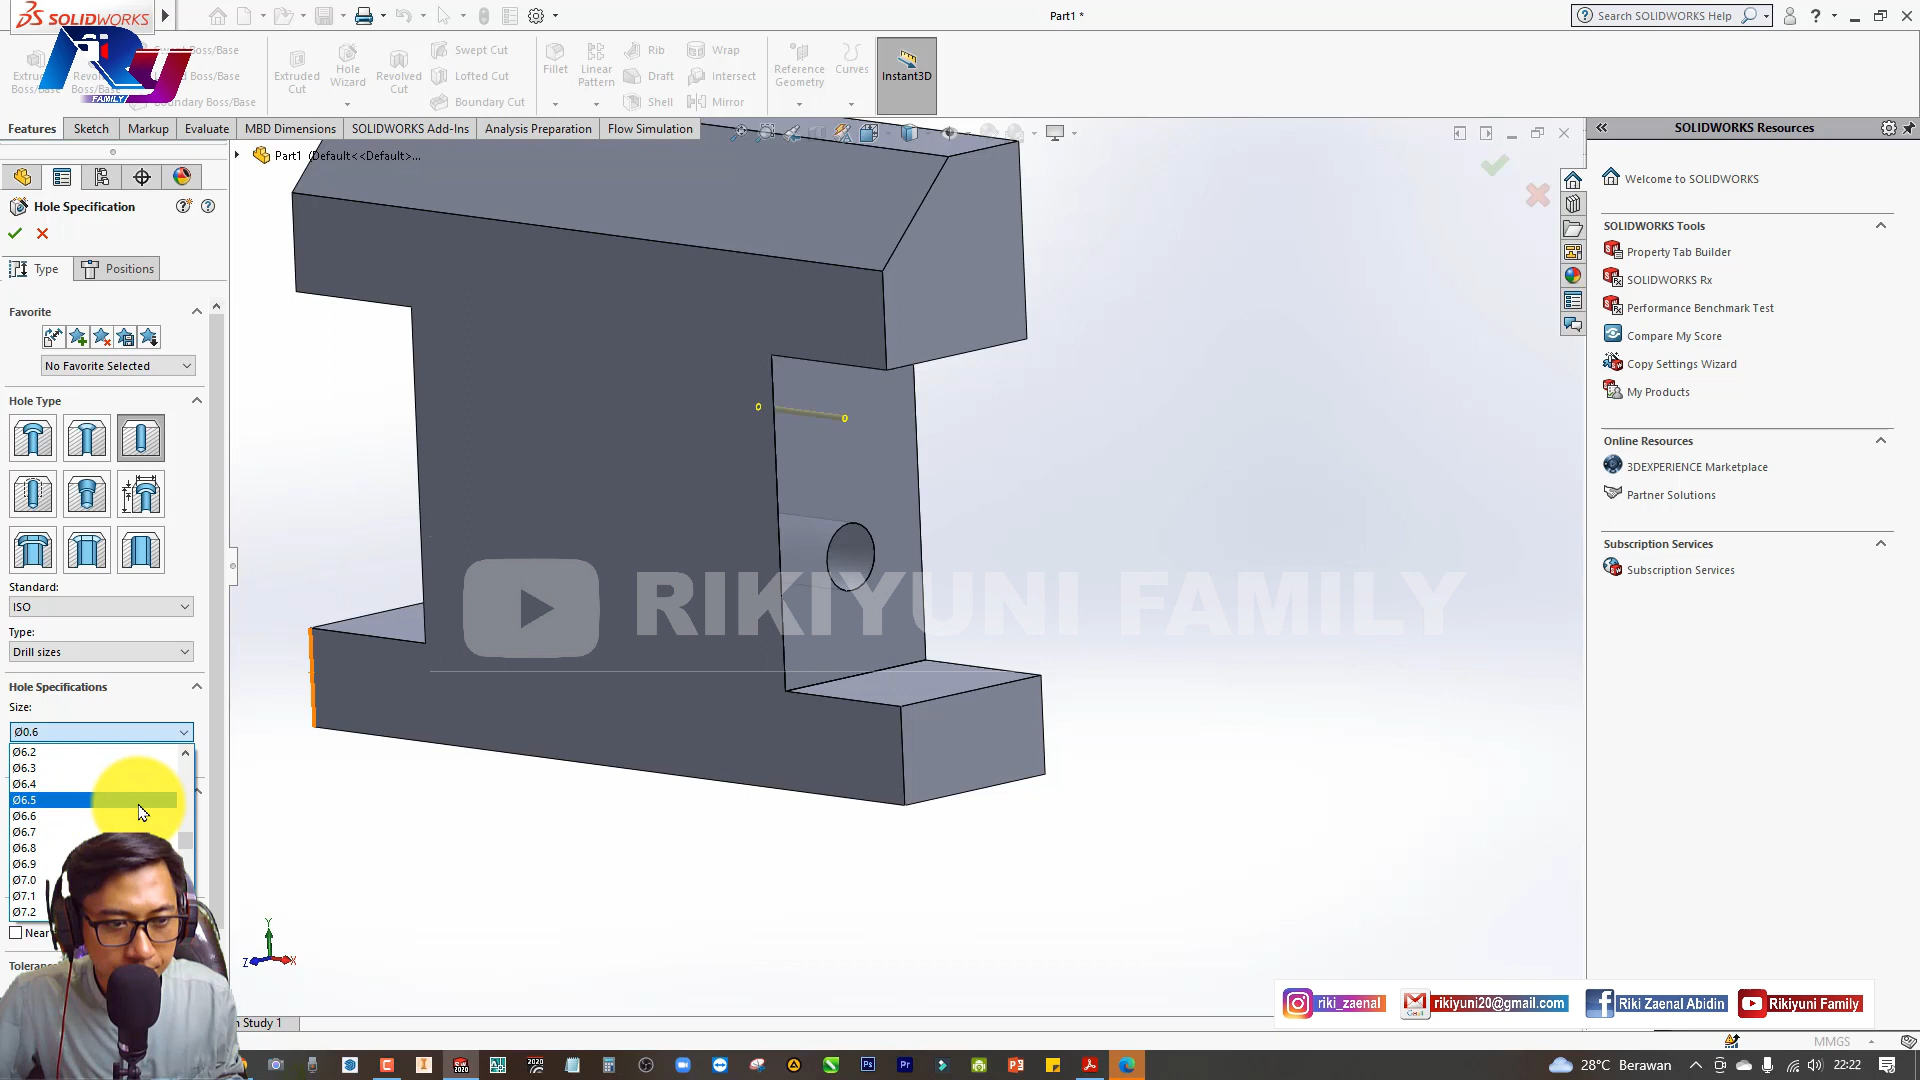 SOLIDWORKS
Part1 *
Search SOLIDWORKS Help
RY
FAMILY
Extruded Cut
Hole Wizard
Revolved Cut
Swept Cut
Lofted Cut
Boundary Cut
Fillet
Linear Pattern
Rib
Draft
Shell
Wrap
Intersect
Mirror
Reference Geometry
Curves
Instant3D
Features
Sketch
Markup
Evaluate
MBD Dimensions
SOLIDWORKS Add-Ins
Analysis Preparation
Flow Simulation
Part1 (Default<<Default>...
Hole Specification
Type
Positions
Favorite
No Favorite Selected
Hole Type
Standard:
ISO
Type:
Drill sizes
Hole Specifications
Size:
Ø0.6
Ø6.2
Ø6.3
Ø6.4
Ø6.5
Ø6.6
Ø6.7
Ø6.8
Ø6.9
Ø7.0
Ø7.1
Ø7.2
Near
RIKIYUNI FAMILY
Y
Z
X
SOLIDWORKS Resources
Welcome to SOLIDWORKS
SOLIDWORKS Tools
Property Tab Builder
SOLIDWORKS Rx
Performance Benchmark Test
Compare My Score
Copy Settings Wizard
My Products
Online Resources
3DEXPERIENCE Marketplace
Partner Solutions
Subscription Services
Subscription Services
riki_zaenal
rikiyuni20@gmail.com
Riki Zaenal Abidin
Rikiyuni Family
Study 1
MMGS
28°C Berawan
22:22